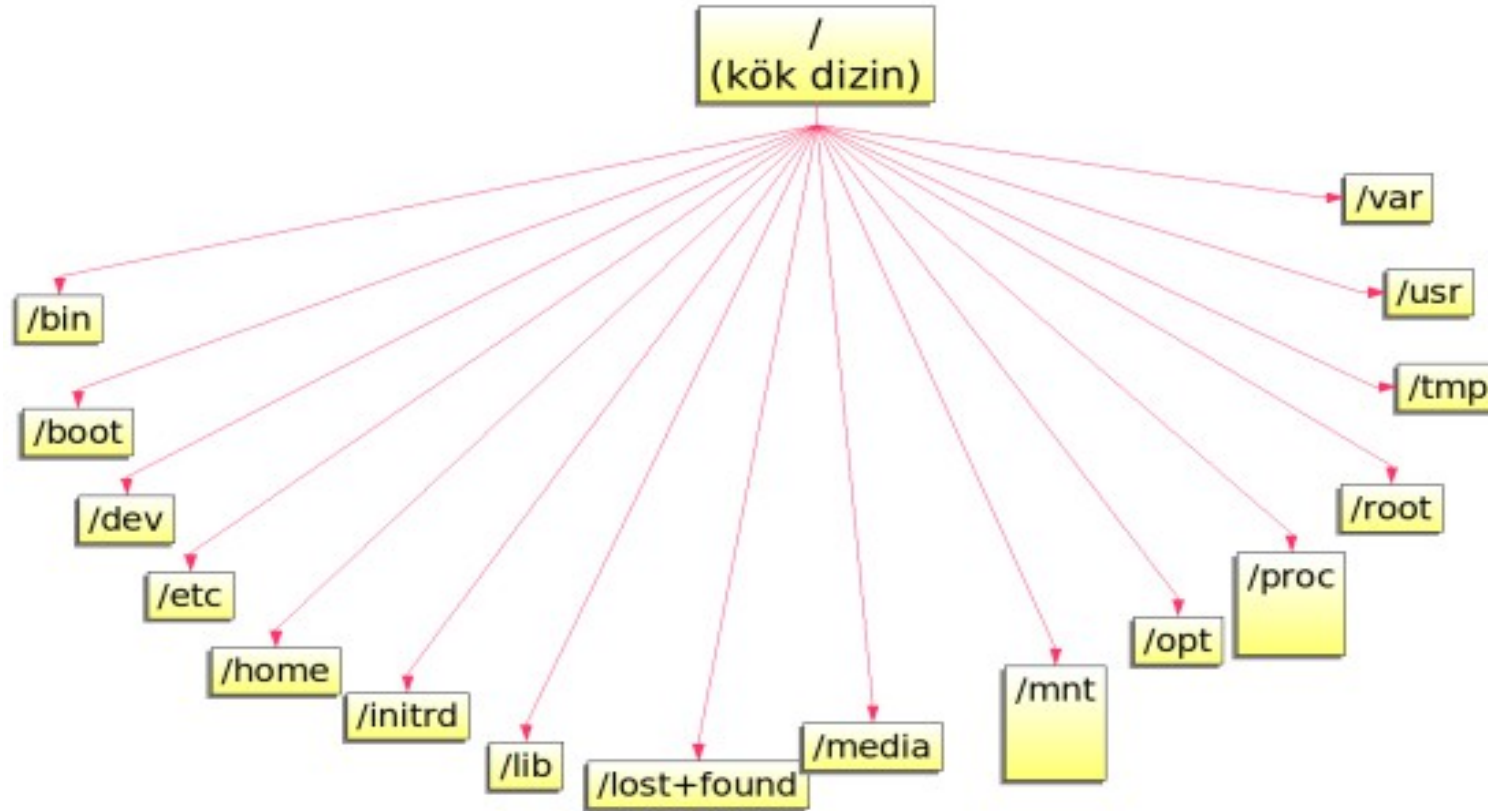 /
(kök dizin)
/var
/usr
/bin
/tmp
/boot
/root
/dev
/proc
/etc
/opt
/home
/mnt
/initrd
/media
/lib
/lost+found